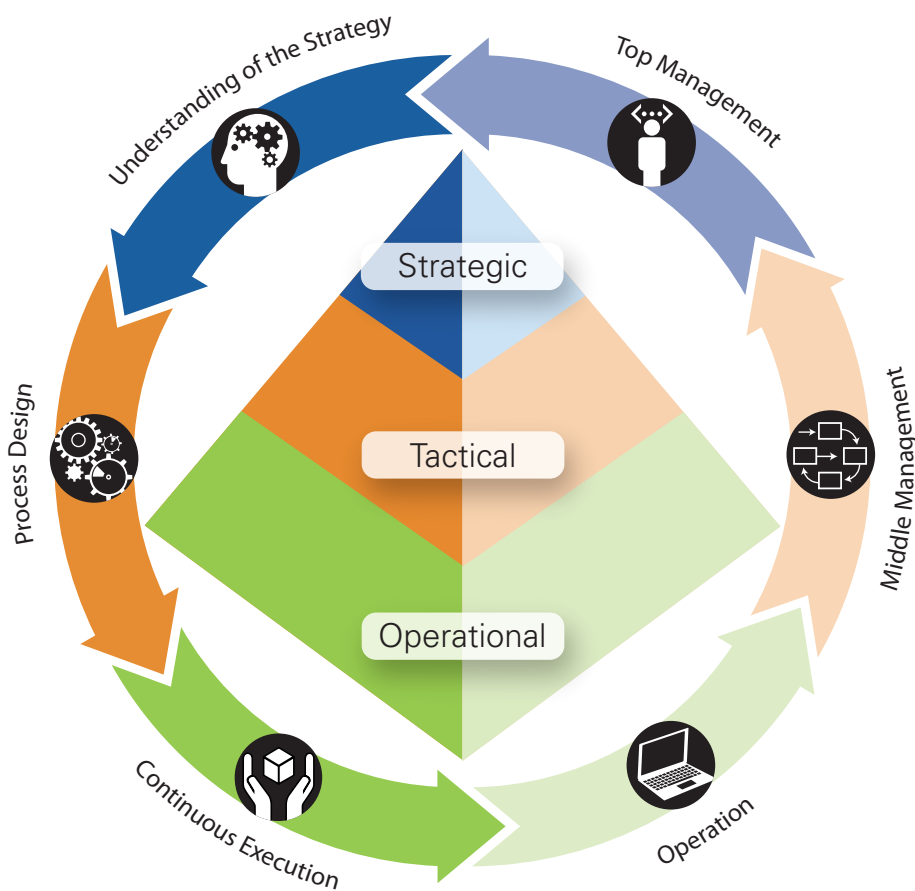 Understanding of the Strategy
Top Management
Strategic
Process Design
Tactical
Middle Management
Operational
Continuous Execution
Operation